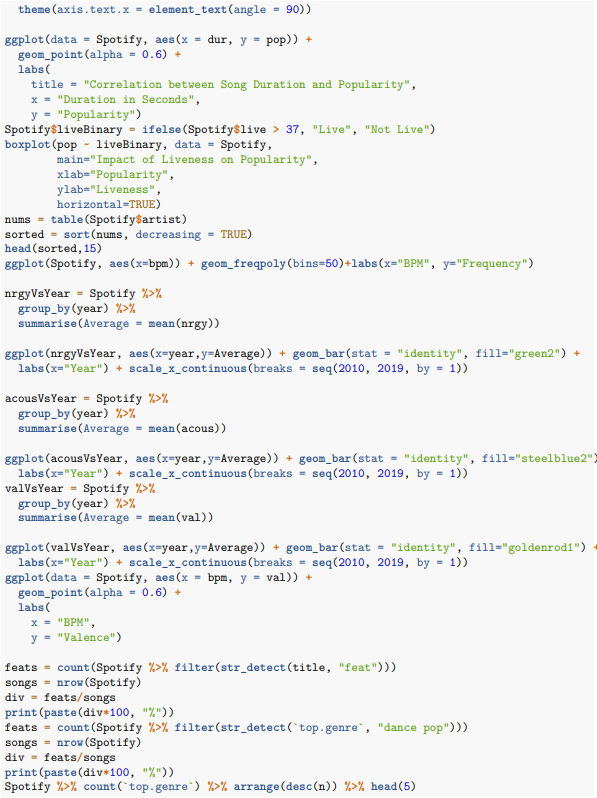 theme(axis.text.x = element_text(angle = 90))

ggplot(data = Spotify, aes(x = dur, y = pop)) +
  geom_point(alpha = 0.6) +
  labs(
    title = "Correlation between Song Duration and Popularity",
    x = "Duration in Seconds",
    y = "Popularity")
Spotify$liveBinary = ifelse(Spotify$live > 37, "Live", "Not Live")
boxplot(pop ~ liveBinary, data = Spotify,
        main="Impact of Liveness on Popularity",
        xlab="Popularity",
        ylab="Liveness",
        horizontal=TRUE)
nums = table(Spotify$artist)
sorted = sort(nums, decreasing = TRUE)
head(sorted,15)
ggplot(Spotify, aes(x=bpm)) + geom_freqpoly(bins=50)+labs(x="BPM", y="Frequency")

nrgyVsYear = Spotify %>%
  group_by(year) %>%
  summarise(Average = mean(nrgy))

ggplot(nrgyVsYear, aes(x=year,y=Average)) + geom_bar(stat = "identity", fill="green2") +
  labs(x="Year") + scale_x_continuous(breaks = seq(2010, 2019, by = 1))

acousVsYear = Spotify %>%
  group_by(year) %>%
  summarise(Average = mean(acous))

ggplot(acousVsYear, aes(x=year,y=Average)) + geom_bar(stat = "identity", fill="steelblue2")
  labs(x="Year") + scale_x_continuous(breaks = seq(2010, 2019, by = 1))
valVsYear = Spotify %>%
  group_by(year) %>%
  summarise(Average = mean(val))

ggplot(valVsYear, aes(x=year,y=Average)) + geom_bar(stat = "identity", fill="goldenrod1") +
  labs(x="Year") + scale_x_continuous(breaks = seq(2010, 2019, by = 1))
ggplot(data = Spotify, aes(x = bpm, y = val)) +
  geom_point(alpha = 0.6) +
  labs(
    x = "BPM",
    y = "Valence")

feats = count(Spotify %>% filter(str_detect(title, "feat")))
songs = nrow(Spotify)
div = feats/songs
print(paste(div*100, "%"))
feats = count(Spotify %>% filter(str_detect(`top.genre`, "dance pop")))
songs = nrow(Spotify)
div = feats/songs
print(paste(div*100, "%"))
Spotify %>% count(`top.genre`) %>% arrange(desc(n)) %>% head(5)